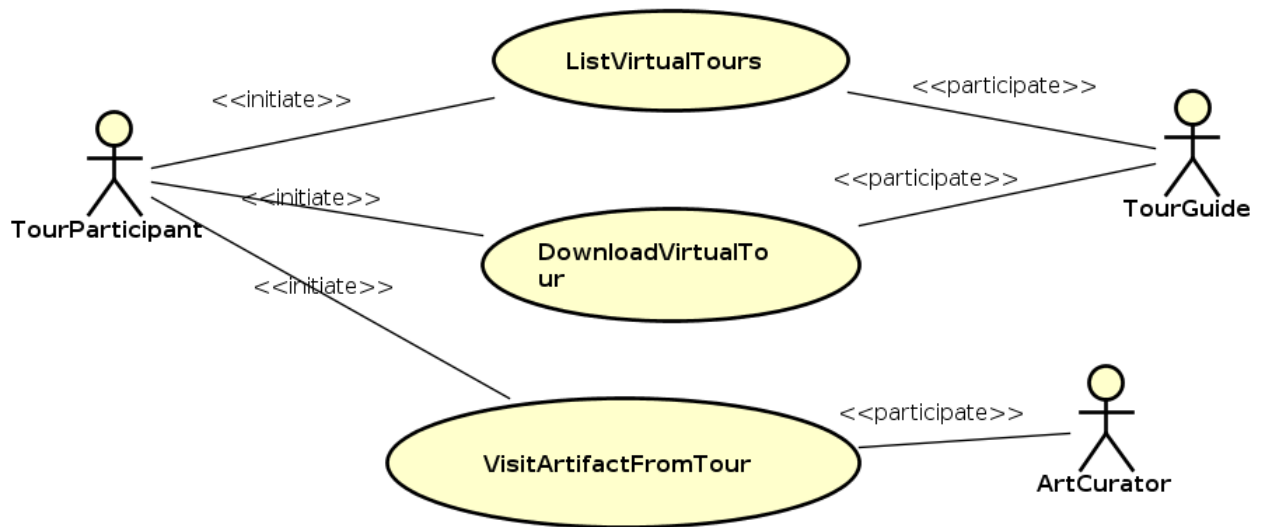 ListVirtualTours
<<initiate>>
<<participate>>
TourParticipant
<<initiate>>
<<participate>>
TourGuide
DownloadVirtualTo
ur
<<initiate>>
<<participate>>
VisitArtifactFromTour
ArtCurator